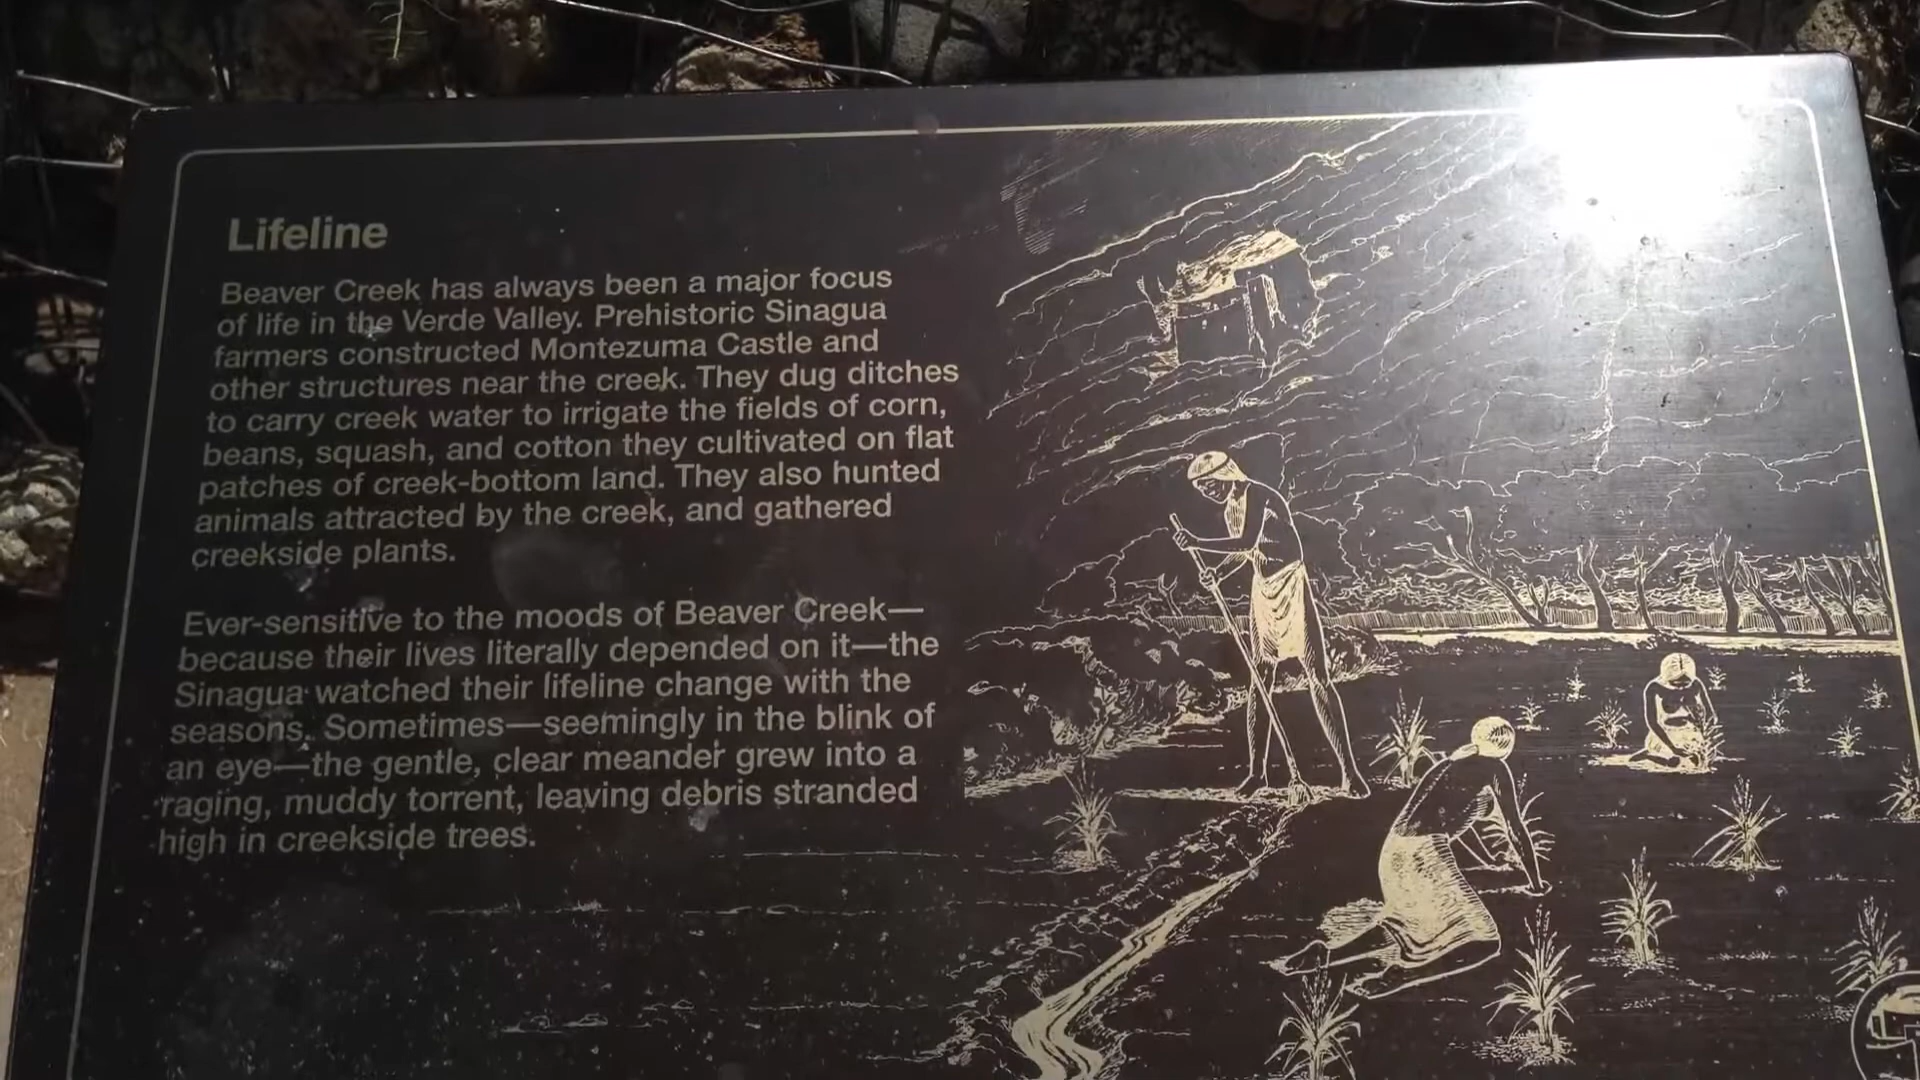 Lifeline
Beaver Creek has always been a major focus
of life in the Verde Valley. Prehistoric Sinagua
farmers constructed Montezuma Castle and
other structures near the creek. They dug ditches
to carry creek water to irrigate the fields of corn,
beans, squash, and cotton they cultivated on flat
patches of creek-bottom land. They also hunted
animals attracted by the creek, and gathered
creekside plants.
Ever-sensitive to the moods of Beaver Creek—
because their lives literally depended on it—the
Sinagua watched their lifeline change with the
seasons. Sometimes—seemingly in the blink of
an eye—the gentle, clear meander grew into a
raging, muddy torrent, leaving debris stranded
high in creekside trees.